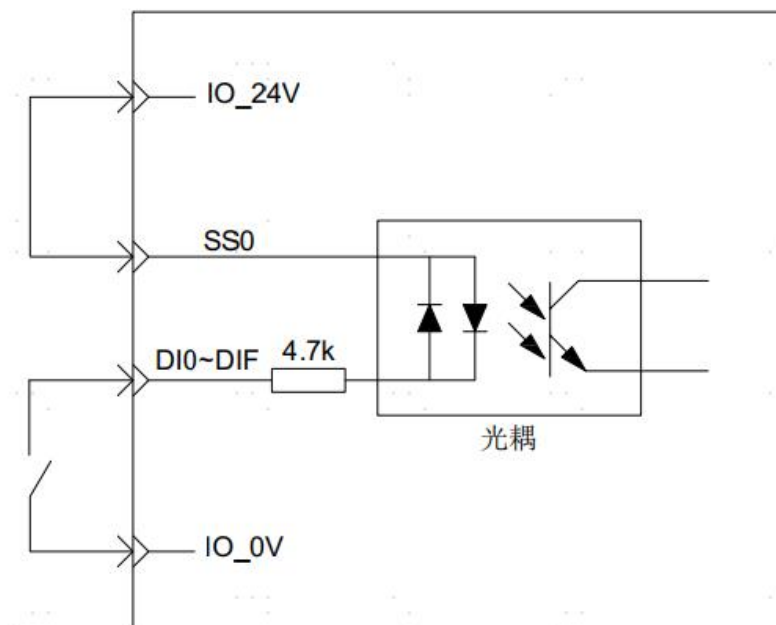 IO_24V
SS0
DI0~DIF
4.7k
光耦
IO_0V